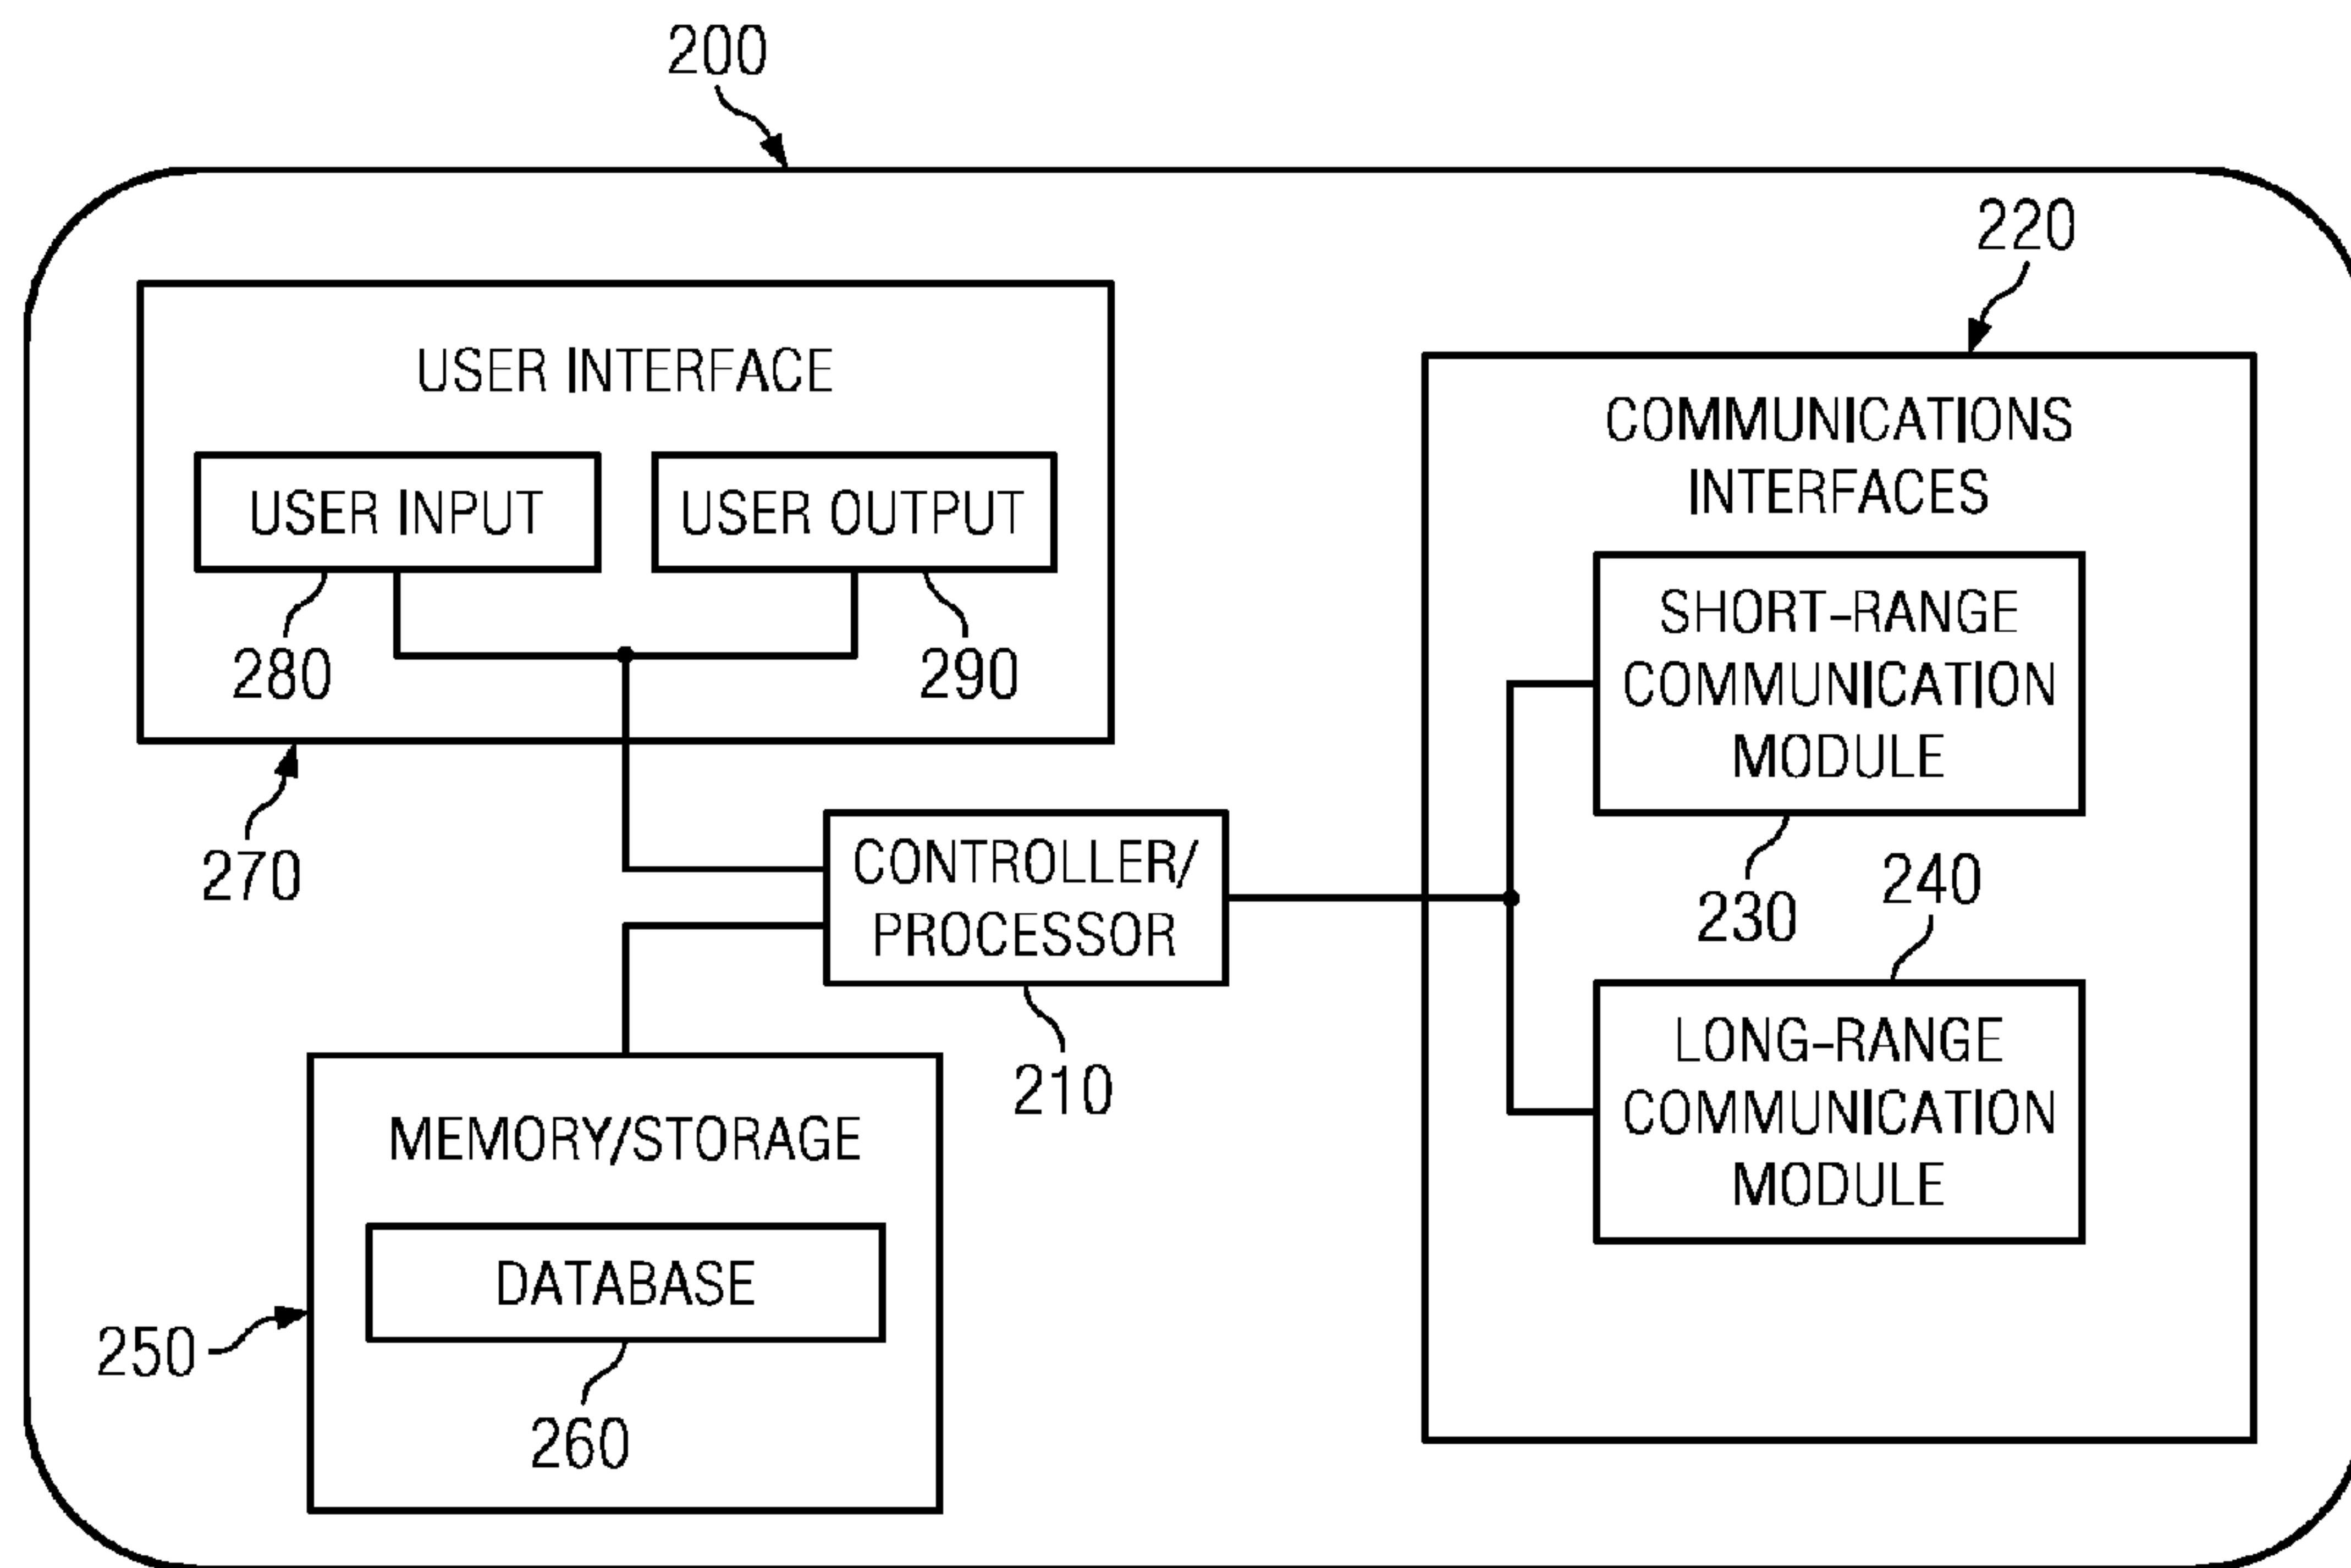 200
220
USER INTERFACE
USER INPUT
USER OUTPUT
280
290
270
COMMUNICATIONS
INTERFACES
SHORT-RANGE
COMMUNICATION
MODULE
230
240
LONG-RANGE
COMMUNICATION
MODULE
CONTROLLER/
PROCESSOR
210
MEMORY/STORAGE
DATABASE
250
260